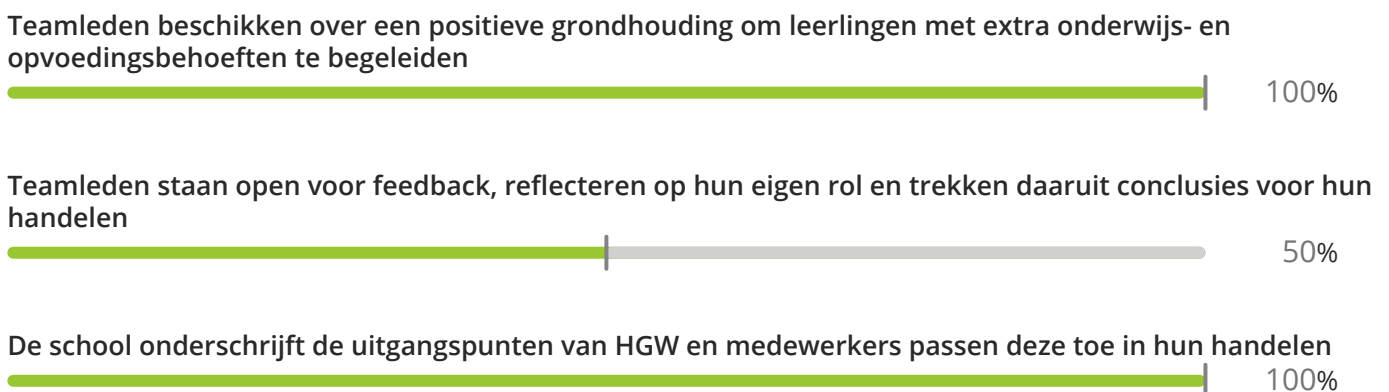 Teamleden beschikken over een positieve grondhouding om leerlingen met extra onderwijs- en
opvoedingsbehoeften te begeleiden
100%
Teamleden staan open voor feedback, reflecteren op hun eigen rol en trekken daaruit conclusies voor hun
handelen
50%
De school onderschrijft de uitgangspunten van HGW en medewerkers passen deze toe in hun handelen
100%